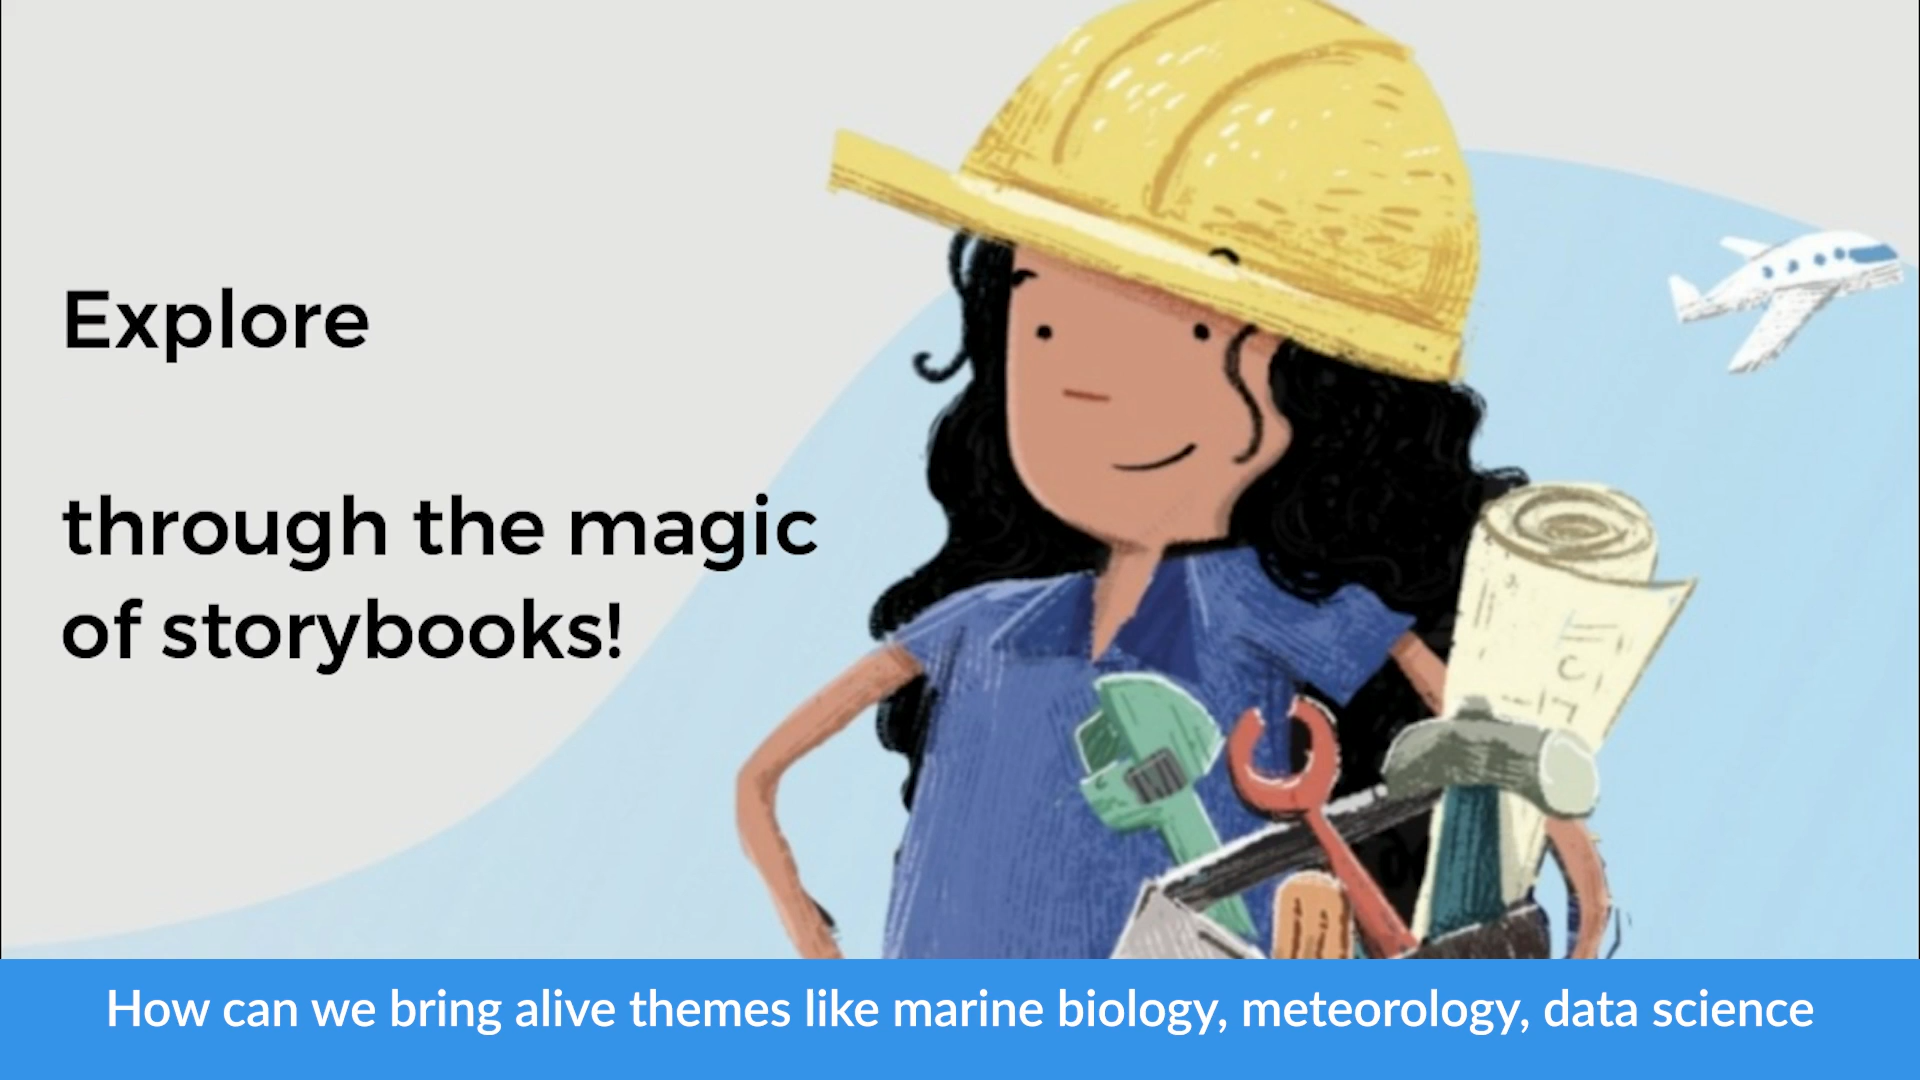 Explore
through the magic
of storybooks!
How can we bring alive themes like marine biology, meteorology, data science